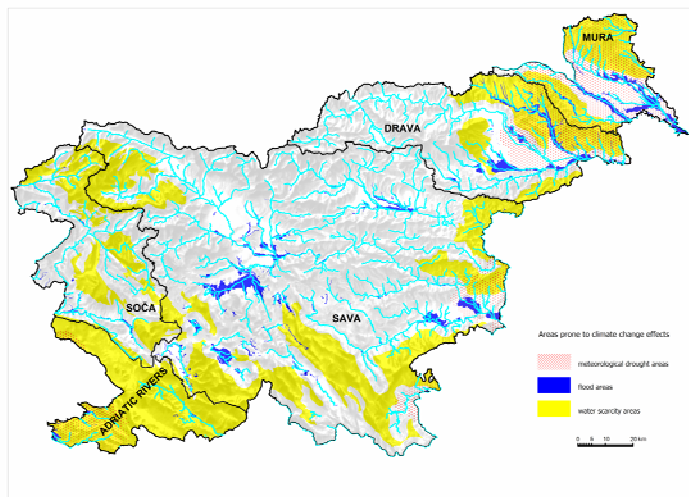 MURA
DRAVA
SOČA
SAVA
ADRIATIC RIVERS
Areas prone to climate change effects
meteorological drought areas
flood areas
water scarcity areas
0 5 10 20 km